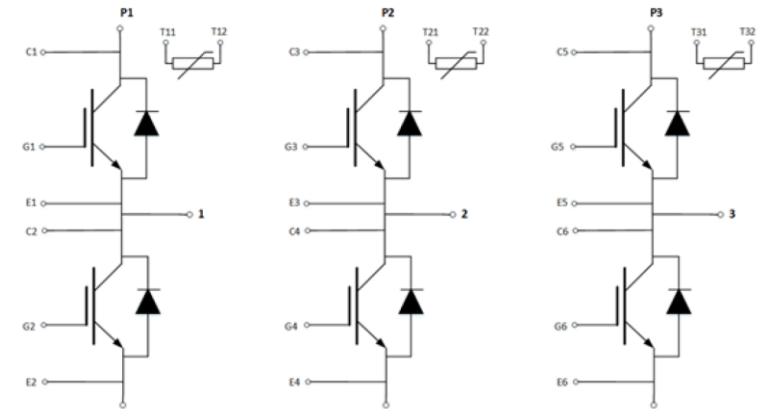 P1 P2 P3
T11 T12 T21 T22 T31 T32
C1 C3 C5
G1 G3 G5
E1 E3 E5
1 2 3
C2 C4 C6
G2 G4 G6
E2 E4 E6